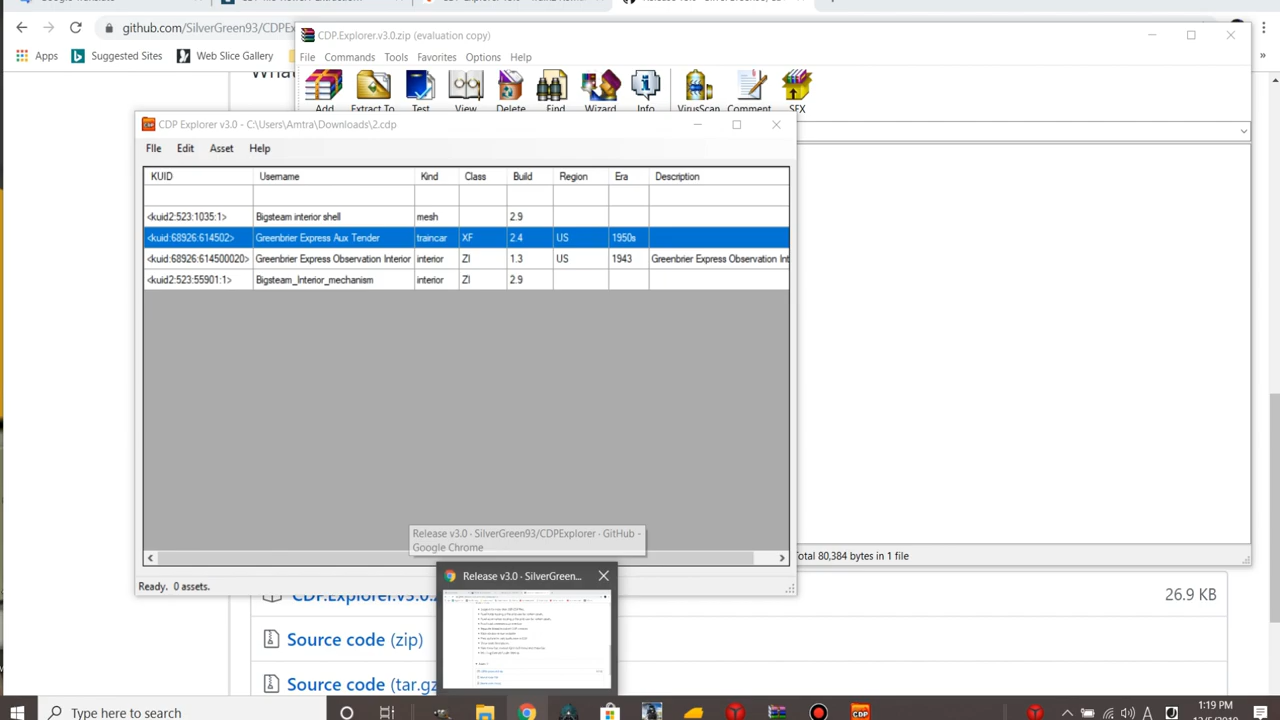 github.com/SilverGreen93/CDPEx
Apps
Suggested Sites
Web Slice Gallery
CDP.Explorer.v3.0.zip (evaluation copy)
File Commands Tools Favorites Options Help
Add Extract To Test View Delete Find Wizard Info VirusScan Comment SFX
CDP Explorer v3.0 - C:\Users\Amtra\Downloads\2.cdp
File Edit Asset Help
KUID Username Kind Class Build Region Era Description
<kuid2:523:1035:1> Bigsteam interior shell mesh 2.9
<kuid:68926:614502> Greenbrier Express Aux Tender traincar XF 2.4 US 1950s
<kuid:68926:614500020> Greenbrier Express Observation Interior interior ZI 1.3 US 1943 Greenbrier Express Observation Int
<kuid2:523:55901:1> Bigsteam_Interior_mechanism interior ZI 2.9
Release v3.0 · SilverGreen93/CDPExplorer · GitHub -
Google Chrome
Total 80,384 bytes in 1 file
Release v3.0 · SilverGreen...
Ready. 0 assets.
CDP.Explorer.v3.0.z
26.9 KB
Source code (zip)
Source code (tar.gz
Type here to search
CDP
1:19 PM